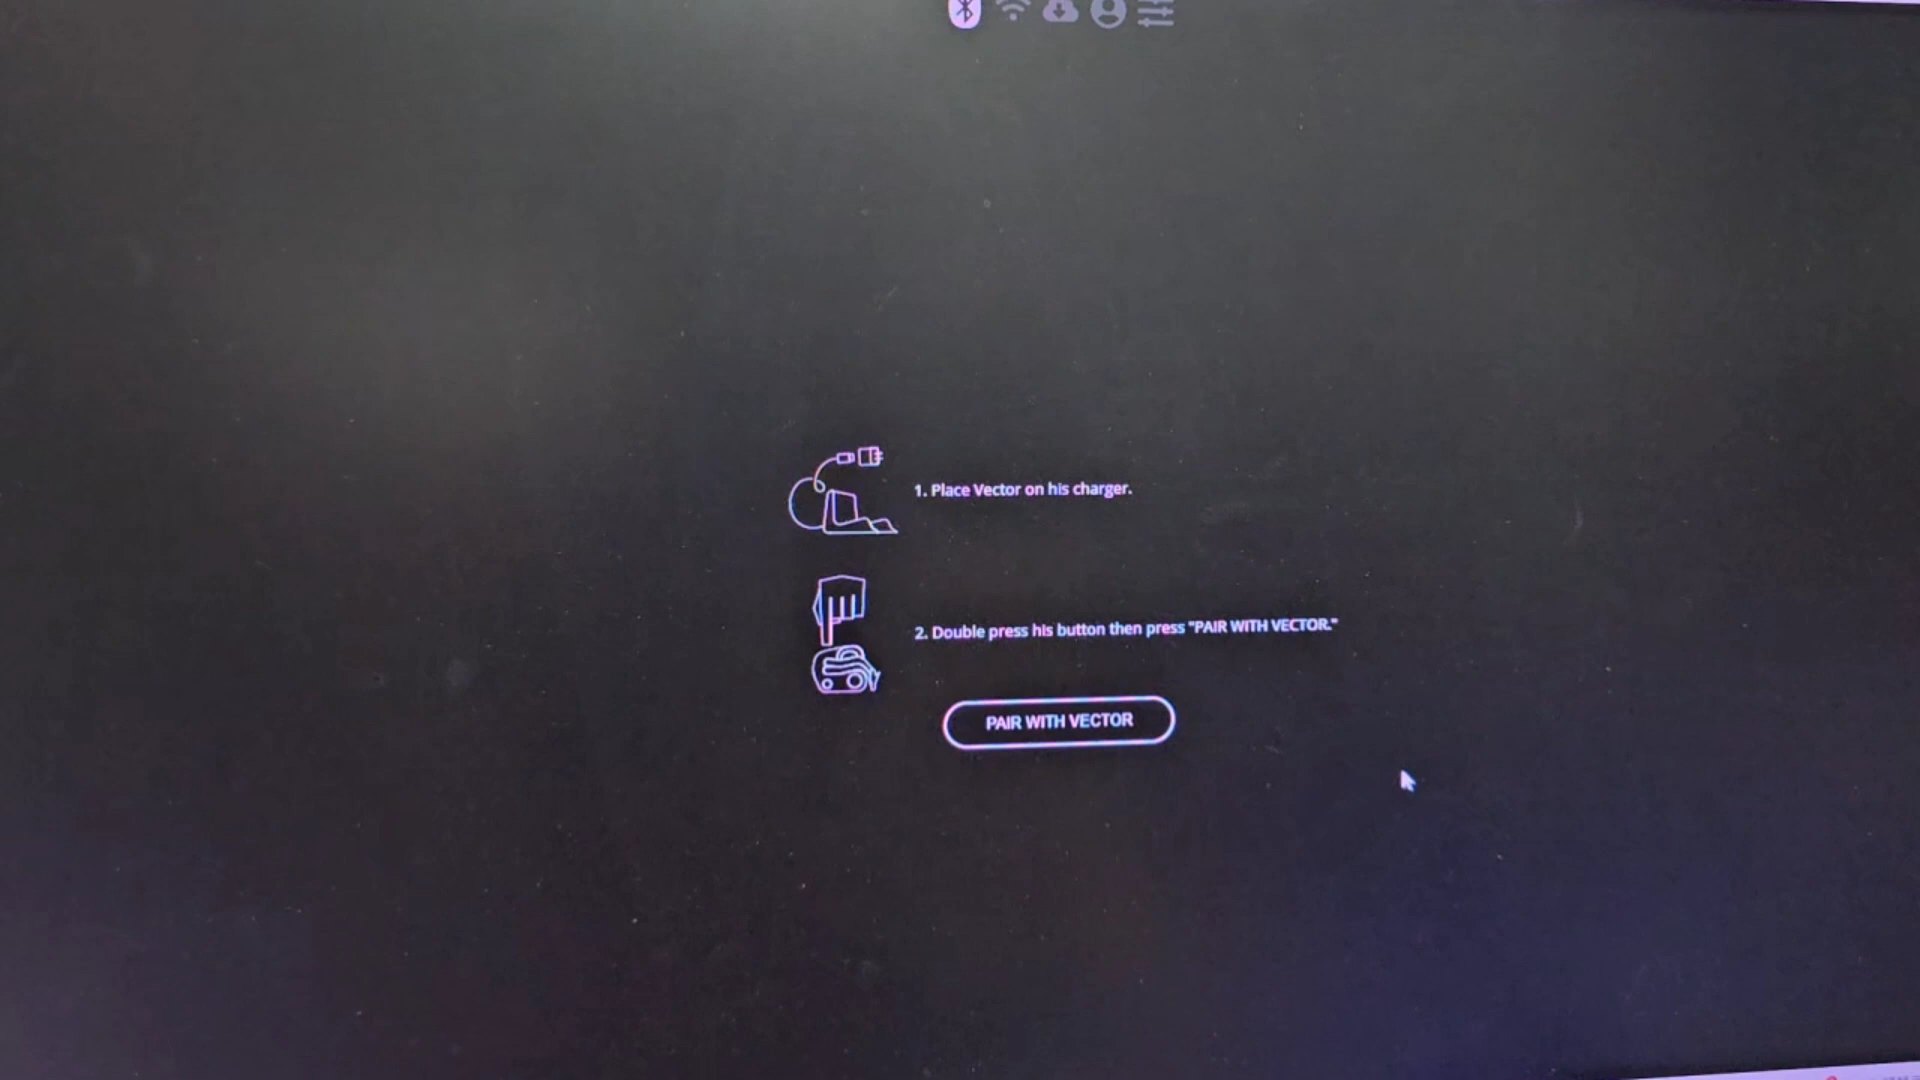 1. Place Vector on his charger.
2. Double press his button then press "PAIR WITH VECTOR."
PAIR WITH VECTOR